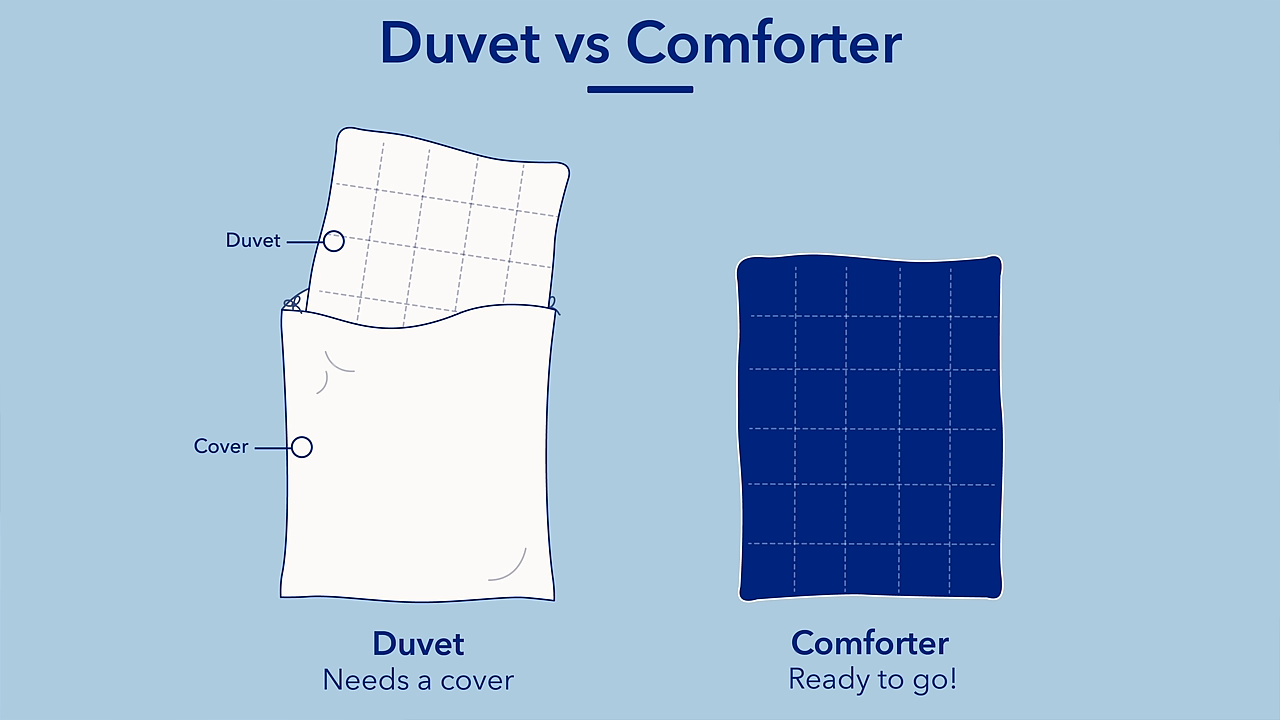 Duvet vs Comforter
Duvet
Cover
Duvet
Needs a cover
Comforter
Ready to go!